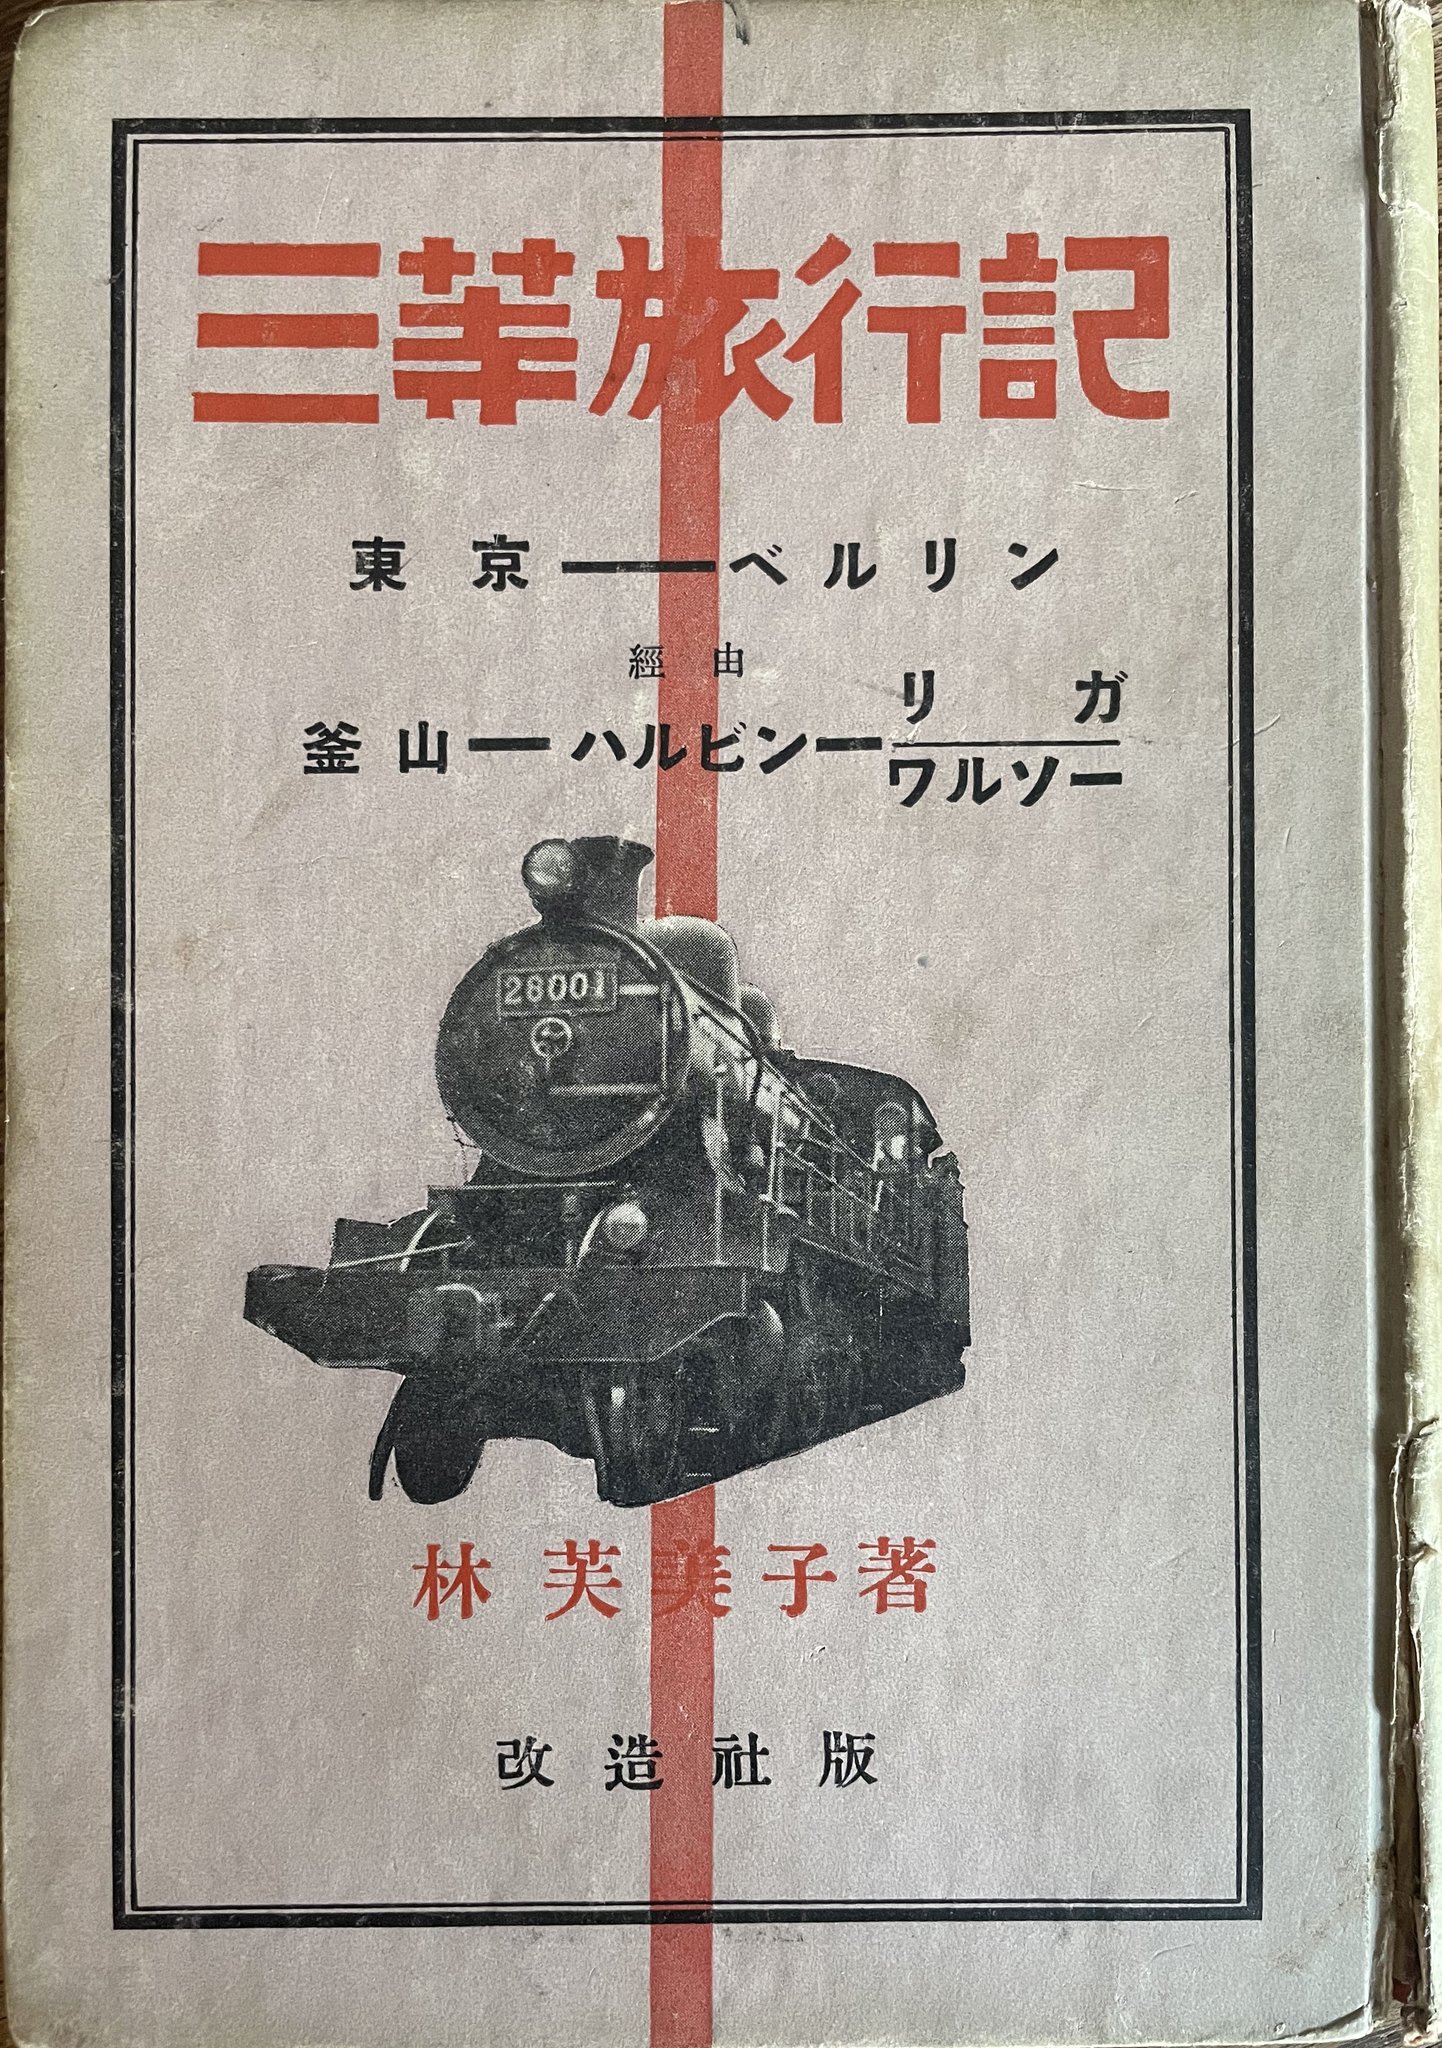 三等旅行記
東京―ベルリン
經由
釜山―ハルビン―リガ
ワルソー
28001
林芙美子著
改造社版